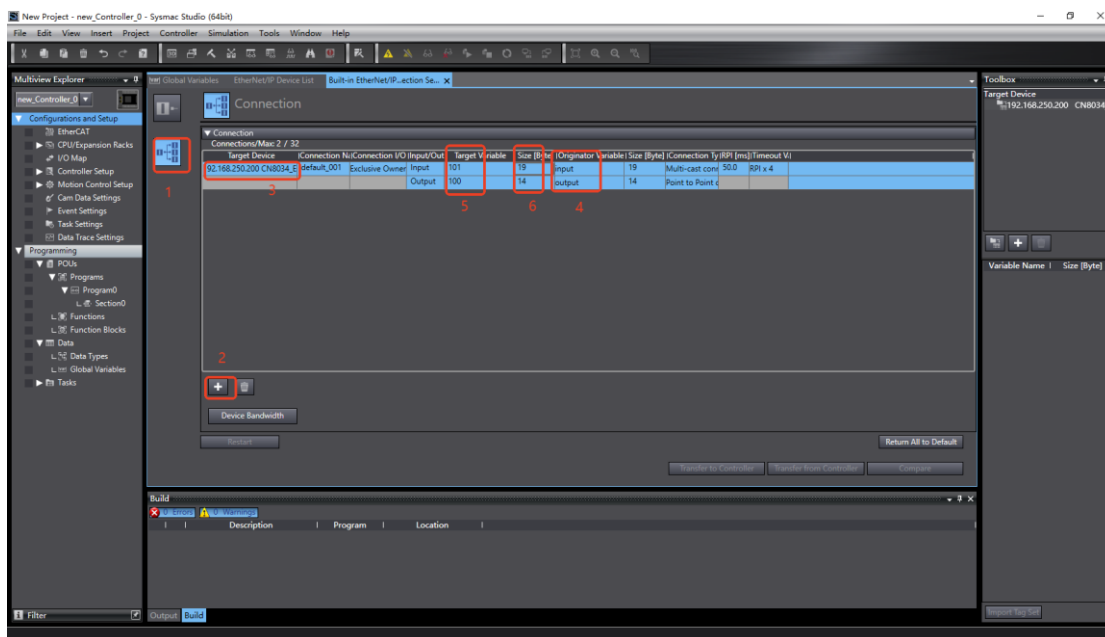 New Project - new_Controller_0 - Sysmac Studio (64bit)
File Edit View Insert Project Controller Simulation Tools Window Help
Multiview Explorer
new_Controller_0
Configurations and Setup
EtherCAT
CPU/Expansion Racks
I/O Map
Controller Setup
Motion Control Setup
Cam Data Settings
Event Settings
Task Settings
Data Trace Settings
Programming
POUs
Programs
Program0
Section0
Functions
Function Blocks
Data
Data Types
Global Variables
Tasks
Filter
Global Variables EtherNet/IP Device List Built-in EtherNet/IP...ection Se...
Connection
Connection
Connections/Max: 2 / 32
Target Device Connection Na Connection I/O Input/Out Target Variable Size [Byte Originator Variable Size [Byte] Connection Ty RPI [ms] Timeout Va
92.168.250.200 CN8034_E default_001 Exclusive Owner Input 101 19 input 19 Multi-cast conn 50.0 RPI x 4
Output 100 14 output 14 Point to Point c
1
3
5
6
4
2
Device Bandwidth
Restart
Return All to Default
Transfer to Controller Transfer from Controller Compare
Build
0 Errors 0 Warnings
Description Program Location
Output Build
Toolbox
Target Device
192.168.250.200 CN8034
Variable Name Size [Byte]
Import Tag Set